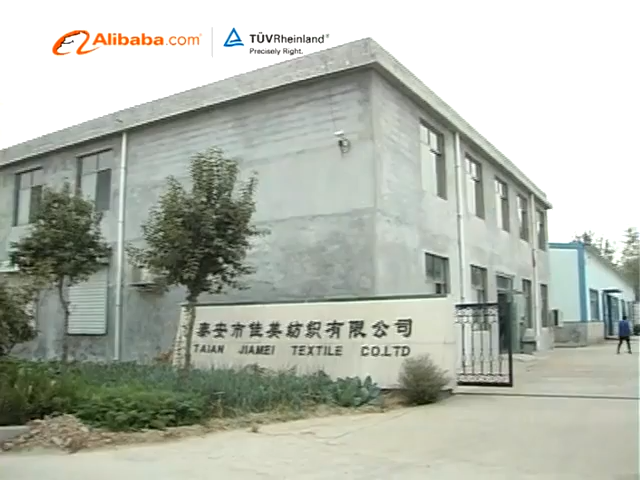 Alibaba.com
TÜVRheinland®
Precisely Right.
泰安市佳美纺织有限公司
TAIAN JIAMEI TEXTILE CO.LTD